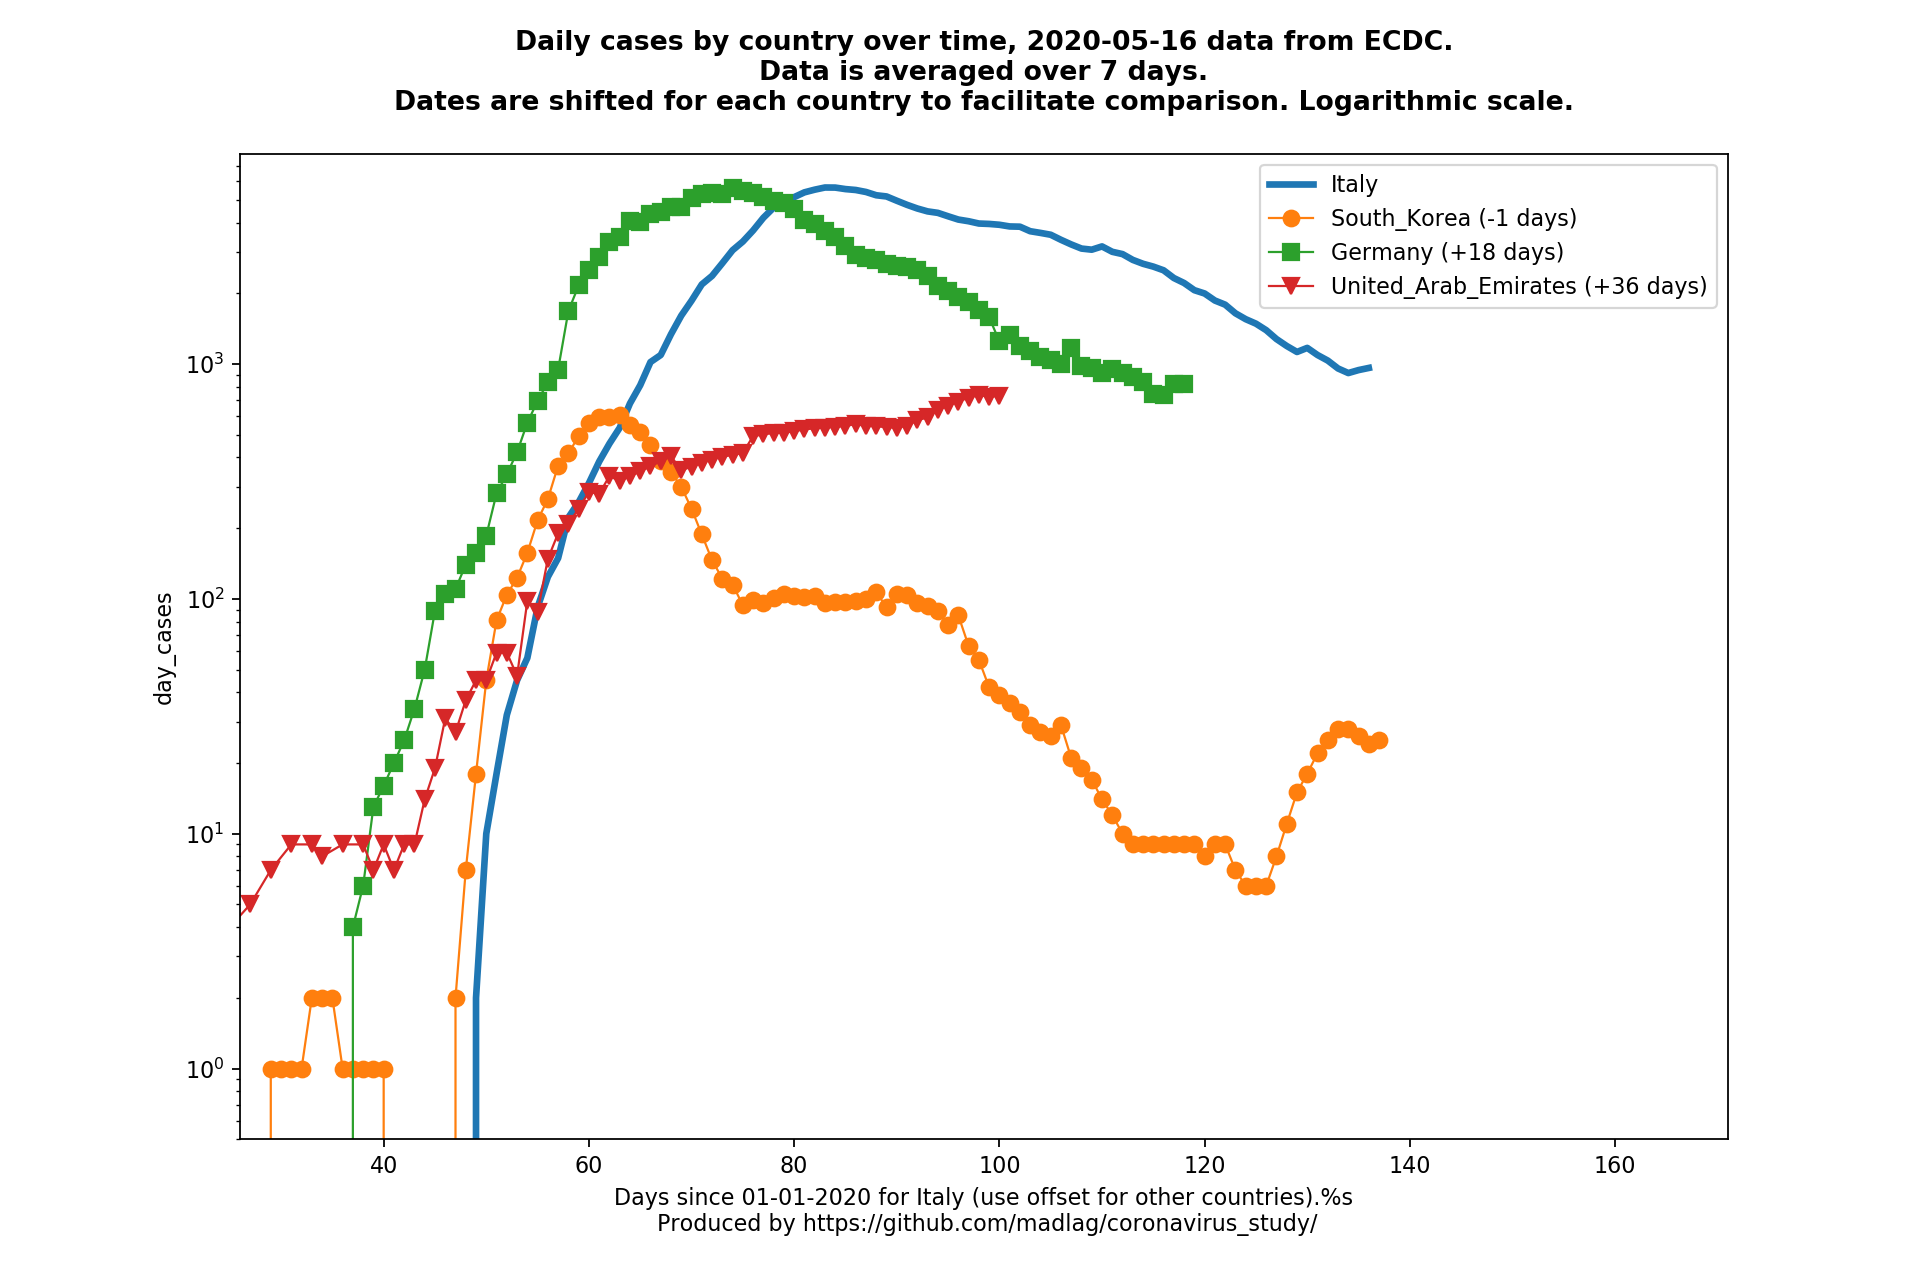 Daily cases by country over time, 2020-05-16 data from ECDC.
Data is averaged over 7 days.
Dates are shifted for each country to facilitate comparison. Logarithmic scale.
Italy
South_Korea (-1 days)
Germany (+18 days)
United_Arab_Emirates (+36 days)
day_cases
10³
10²
10¹
10⁰
40 60 80 100 120 140 160
Days since 01-01-2020 for Italy (use offset for other countries).%s
Produced by https://github.com/madlag/coronavirus_study/